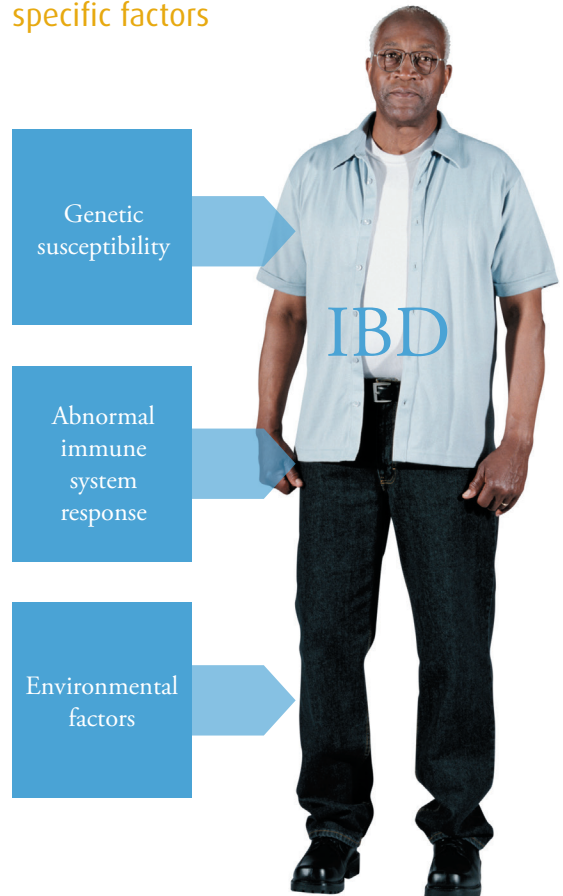 specific factors
Genetic
susceptibility
IBD
Abnormal
immune
system
response
Environmental
factors